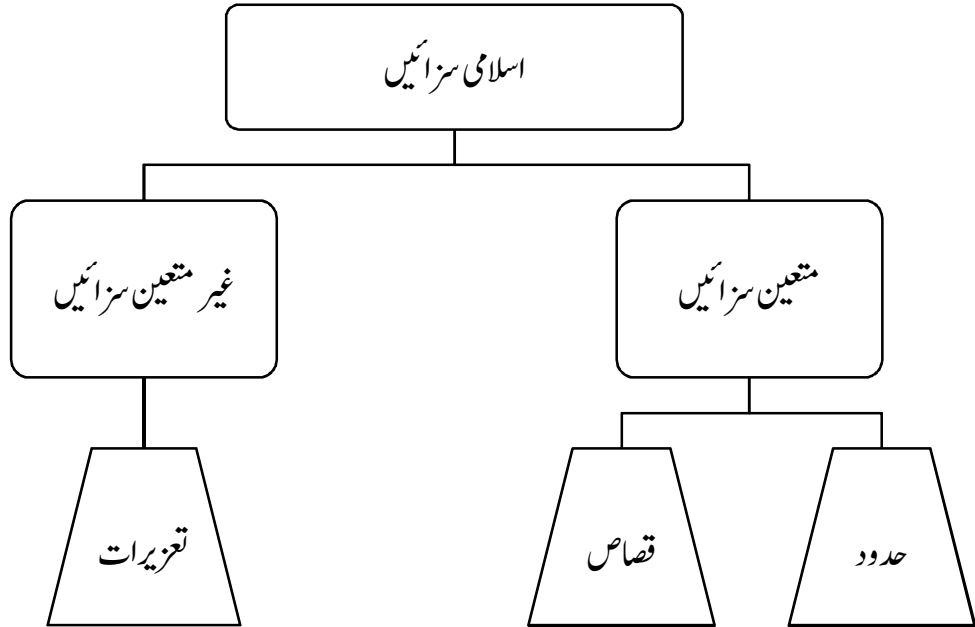 اسلامی سزائیں
متعین سزائیں
غیر متعین سزائیں
حدود
قصاص
تعزیرات